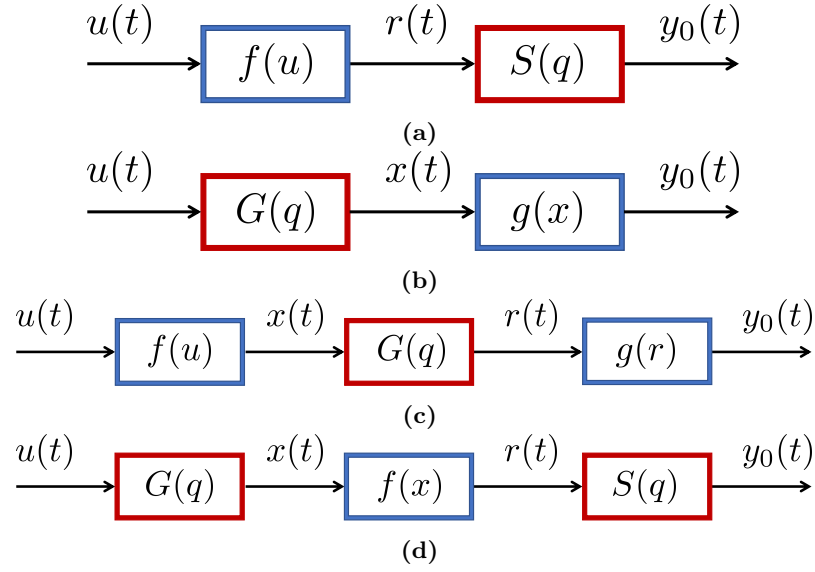 u(t) r(t) y₀(t)
f(u) S(q)
(a)
u(t) x(t) y₀(t)
G(q) g(x)
(b)
u(t) x(t) r(t) y₀(t)
f(u) G(q) g(r)
(c)
u(t) x(t) r(t) y₀(t)
G(q) f(x) S(q)
(d)